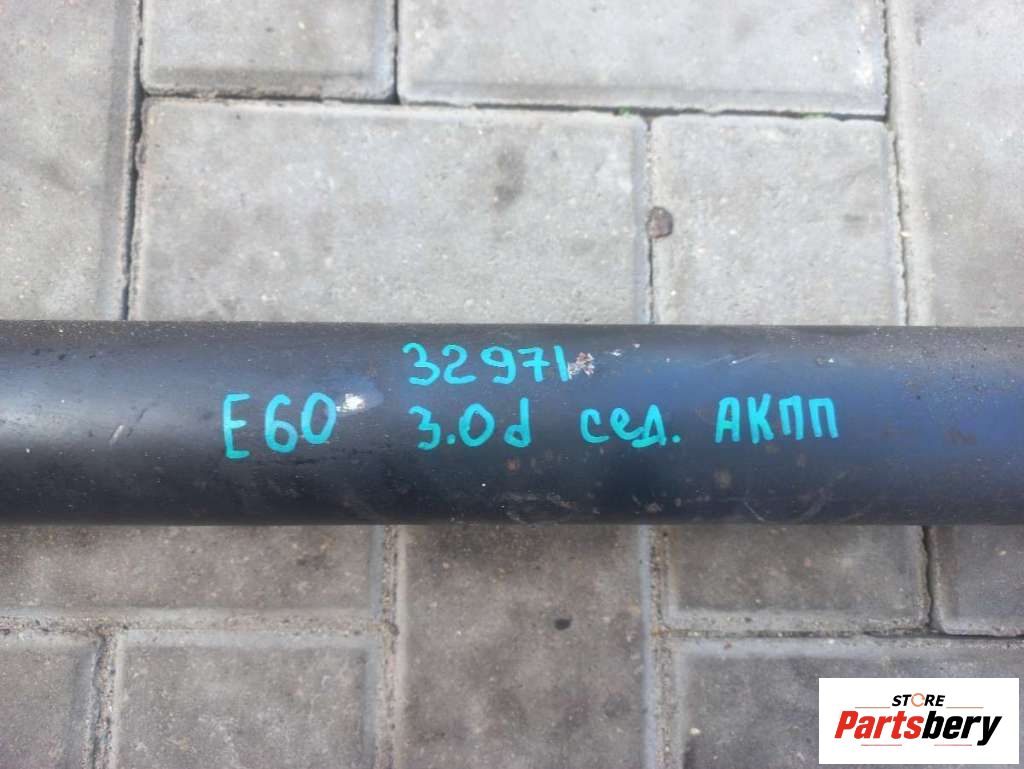 32971
E60 3.0d сед. АКПП
STORE
Partsbery